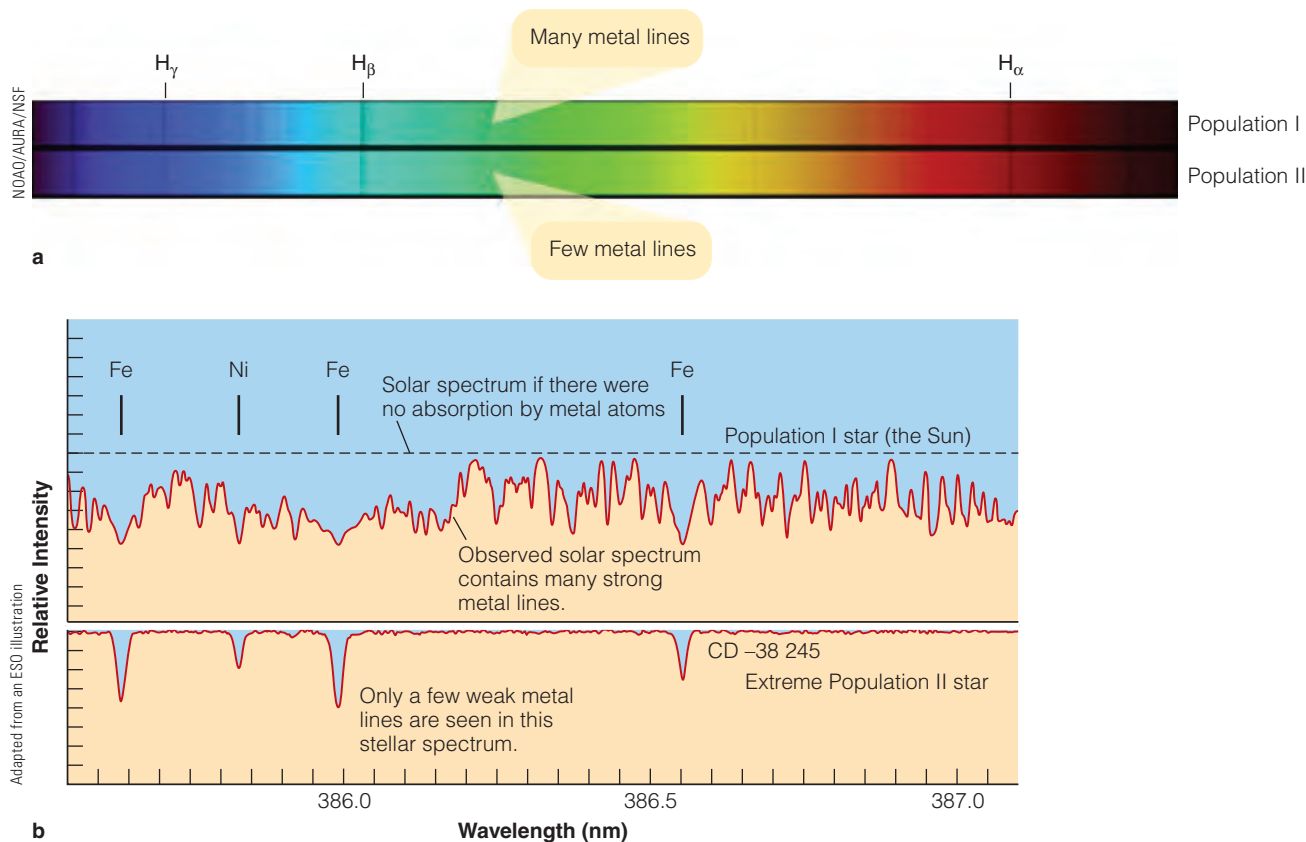 Many metal lines
Hγ
Hβ
Hα
NOAO/AURA/NSF
Population I
Population II
Few metal lines
a
Fe
Ni
Fe
Fe
Solar spectrum if there were
no absorption by metal atoms
Population I star (the Sun)
Observed solar spectrum
contains many strong
metal lines.
Relative Intensity
Adapted from an ESO illustration
CD –38 245
Extreme Population II star
Only a few weak metal
lines are seen in this
stellar spectrum.
386.0
386.5
387.0
b
Wavelength (nm)